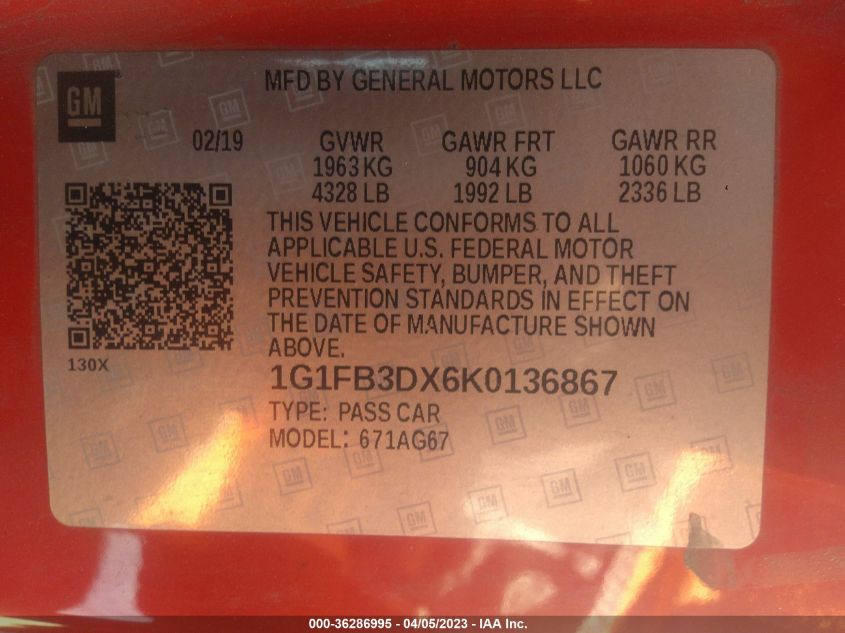 GM
MFD BY GENERAL MOTORS LLC
02/19 GVWR GAWR FRT GAWR RR
1963 KG 904 KG 1060 KG
4328 LB 1992 LB 2336 LB
THIS VEHICLE CONFORMS TO ALL
APPLICABLE U.S. FEDERAL MOTOR
VEHICLE SAFETY, BUMPER, AND THEFT
PREVENTION STANDARDS IN EFFECT ON
THE DATE OF MANUFACTURE SHOWN
ABOVE.
130X
1G1FB3DX6K0136867
TYPE: PASS CAR
MODEL: 671AG67
000-36286995 - 04/05/2023 - IAA Inc.